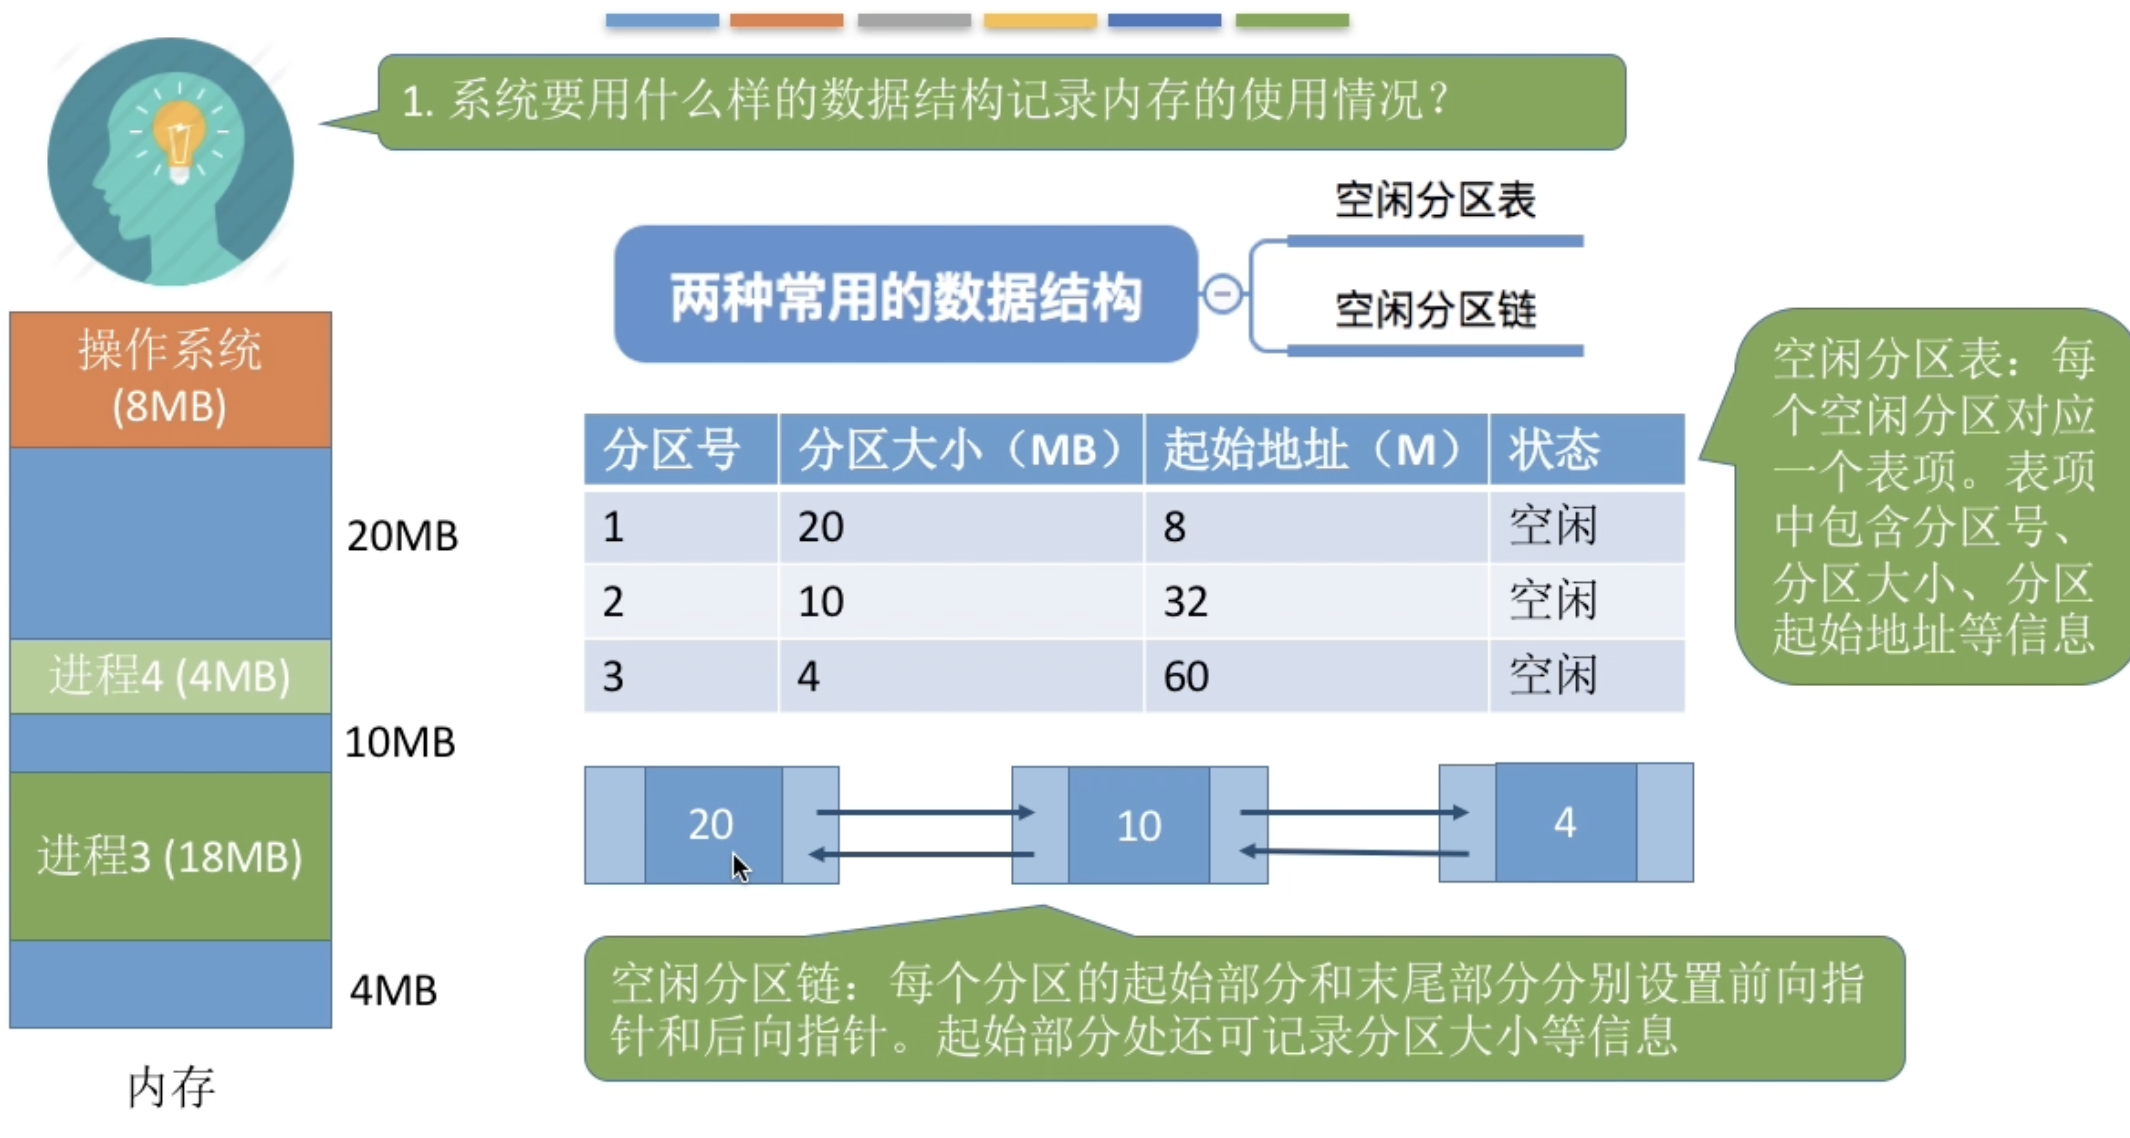 1. 系统要用什么样的数据结构记录内存的使用情况？
两种常用的数据结构
空闲分区表
空闲分区链
操作系统
(8MB)
20MB
进程4 (4MB)
10MB
进程3 (18MB)
4MB
内存
分区号 分区大小（MB） 起始地址（M） 状态
1 20 8 空闲
2 10 32 空闲
3 4 60 空闲
空闲分区表：每
个空闲分区对应
一个表项。表项
中包含分区号、
分区大小、分区
起始地址等信息
20 10 4
空闲分区链：每个分区的起始部分和末尾部分分别设置前向指
针和后向指针。起始部分处还可记录分区大小等信息